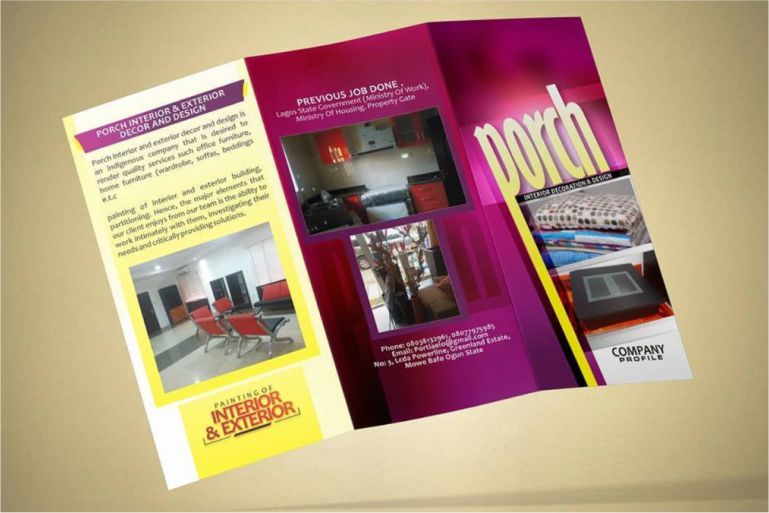 PORCH INTERIOR & EXTERIOR
DECOR AND DESIGN
Porch Interior and exterior decor and design is
an indigenous company that is desired to
render quality services such office furniture,
home furniture (wardrobe, soffas, beddings
e.t.c
painting of interior and exterior building,
partitioning. Hence, the major elements that
our client enjoys from our team is the ability to
work intimately with them, investigating their
needs and critically providing solutions.
PAINTING OF
INTERIOR
& EXTERIOR
PREVIOUS JOB DONE .
Lagos State Government (Ministry Of Work),
Ministry Of Housing, Property Gate
Phone: 08038132961, 08077975985
Email: Portiaelo@gmail.com
No: 3, Lcda Powerline, Greenland Estate,
Mowe Bafo Ogun State
porch
INTERIOR DECORATION & DESIGN
COMPANY
PROFILE